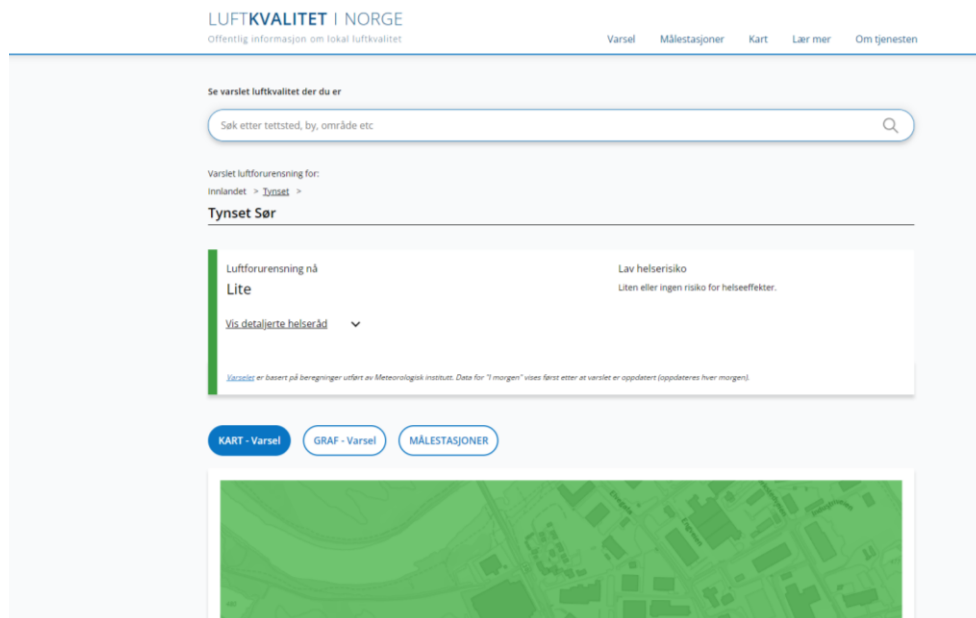 LUFTKVALITET I NORGE
Offentlig informasjon om lokal luftkvalitet
Varsel Målestasjoner Kart Lær mer Om tjenesten
Se varslet luftkvalitet der du er
Søk etter tettsted, by, område etc
Varslet luftforurensning for:
Innlandet > Tynset >
Tynset Sør
Luftforurensning nå
Lite
Lav helserisiko
Liten eller ingen risiko for helseeffekter.
Vis detaljerte helseråd
Varselet er basert på beregninger utført av Meteorologisk institutt. Data for "I morgen" vises først etter at varslet er oppdatert (oppdateres hver morgen).
KART - Varsel
GRAF - Varsel
MÅLESTASJONER